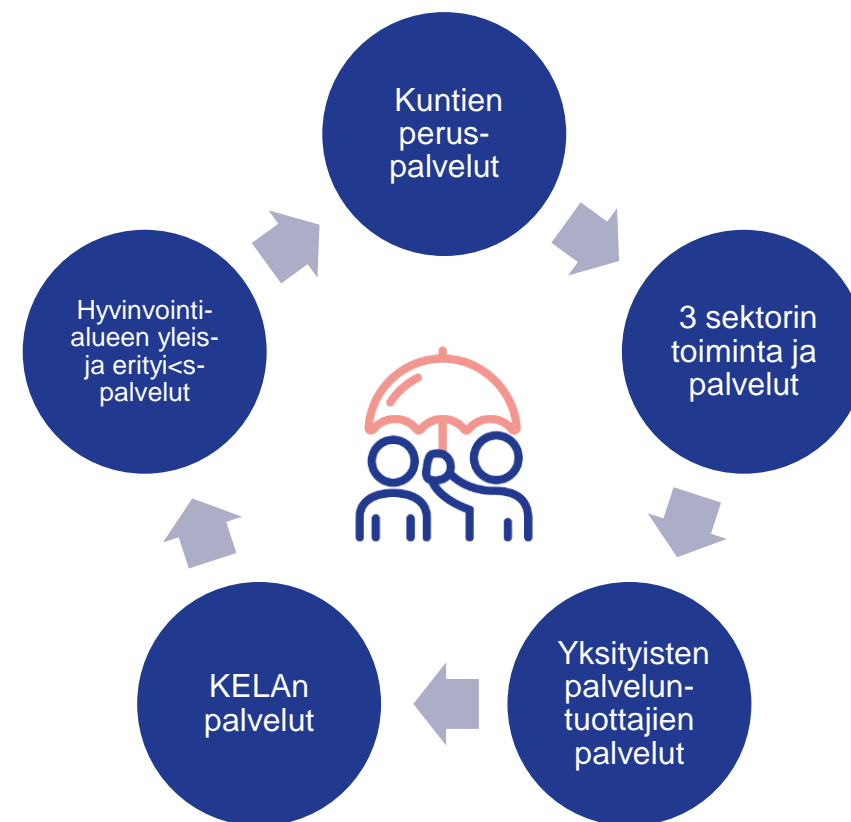 Kuntien
perus-
palvelut
3 sektorin
toiminta ja
palvelut
Yksityisten
palvelun-
tuottajien
palvelut
KELAn
palvelut
Hyvinvointi-
alueen yleis-
ja erityi<s-
palvelut